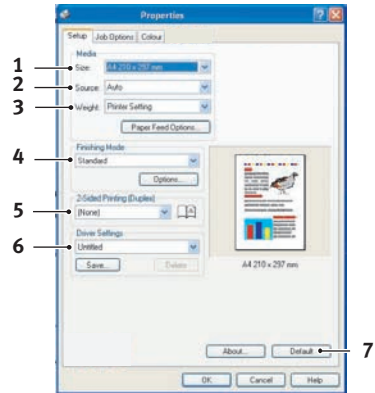 Properties
Setup Job Options Colour
Media
1 Size: A4 210 x 297 mm
2 Source: Auto
3 Weight: Printer Setting
Paper Feed Options...
Finishing Mode
4 Standard
Options...
2-Sided Printing (Duplex)
5 (None)
Driver Settings
6 Untitled
Save... Delete
A4 210 x 297 mm
About... Default 7
OK Cancel Help